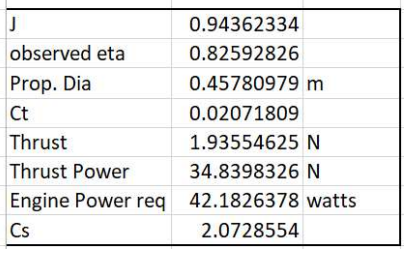 J 0.94362334
observed eta 0.82592826
Prop. Dia 0.45780979 m
Ct 0.02071809
Thrust 1.93554625 N
Thrust Power 34.8398326 N
Engine Power req 42.1826378 watts
Cs 2.0728554